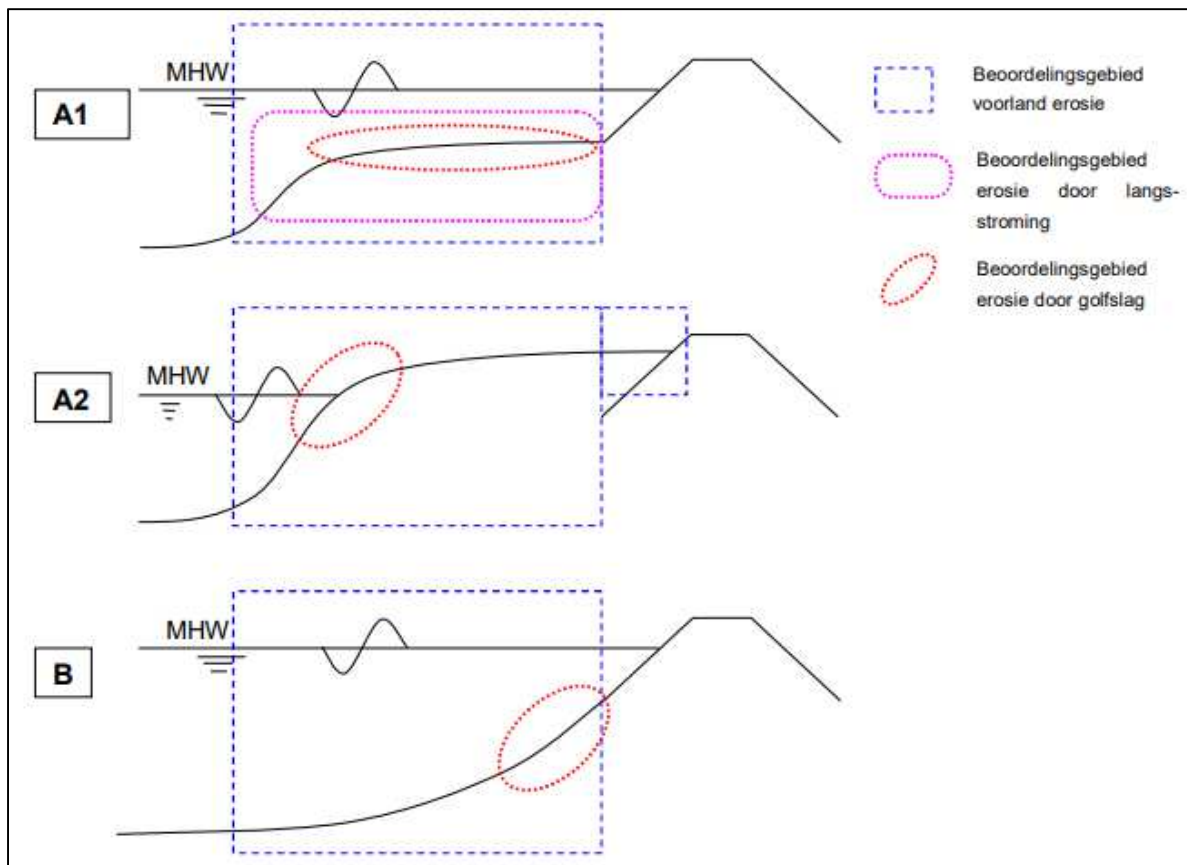 MHW
A1
Beoordelingsgebied
voorland erosie
Beoordelingsgebied
erosie door langs-
stroming
Beoordelingsgebied
erosie door golfslag
MHW
A2
MHW
B